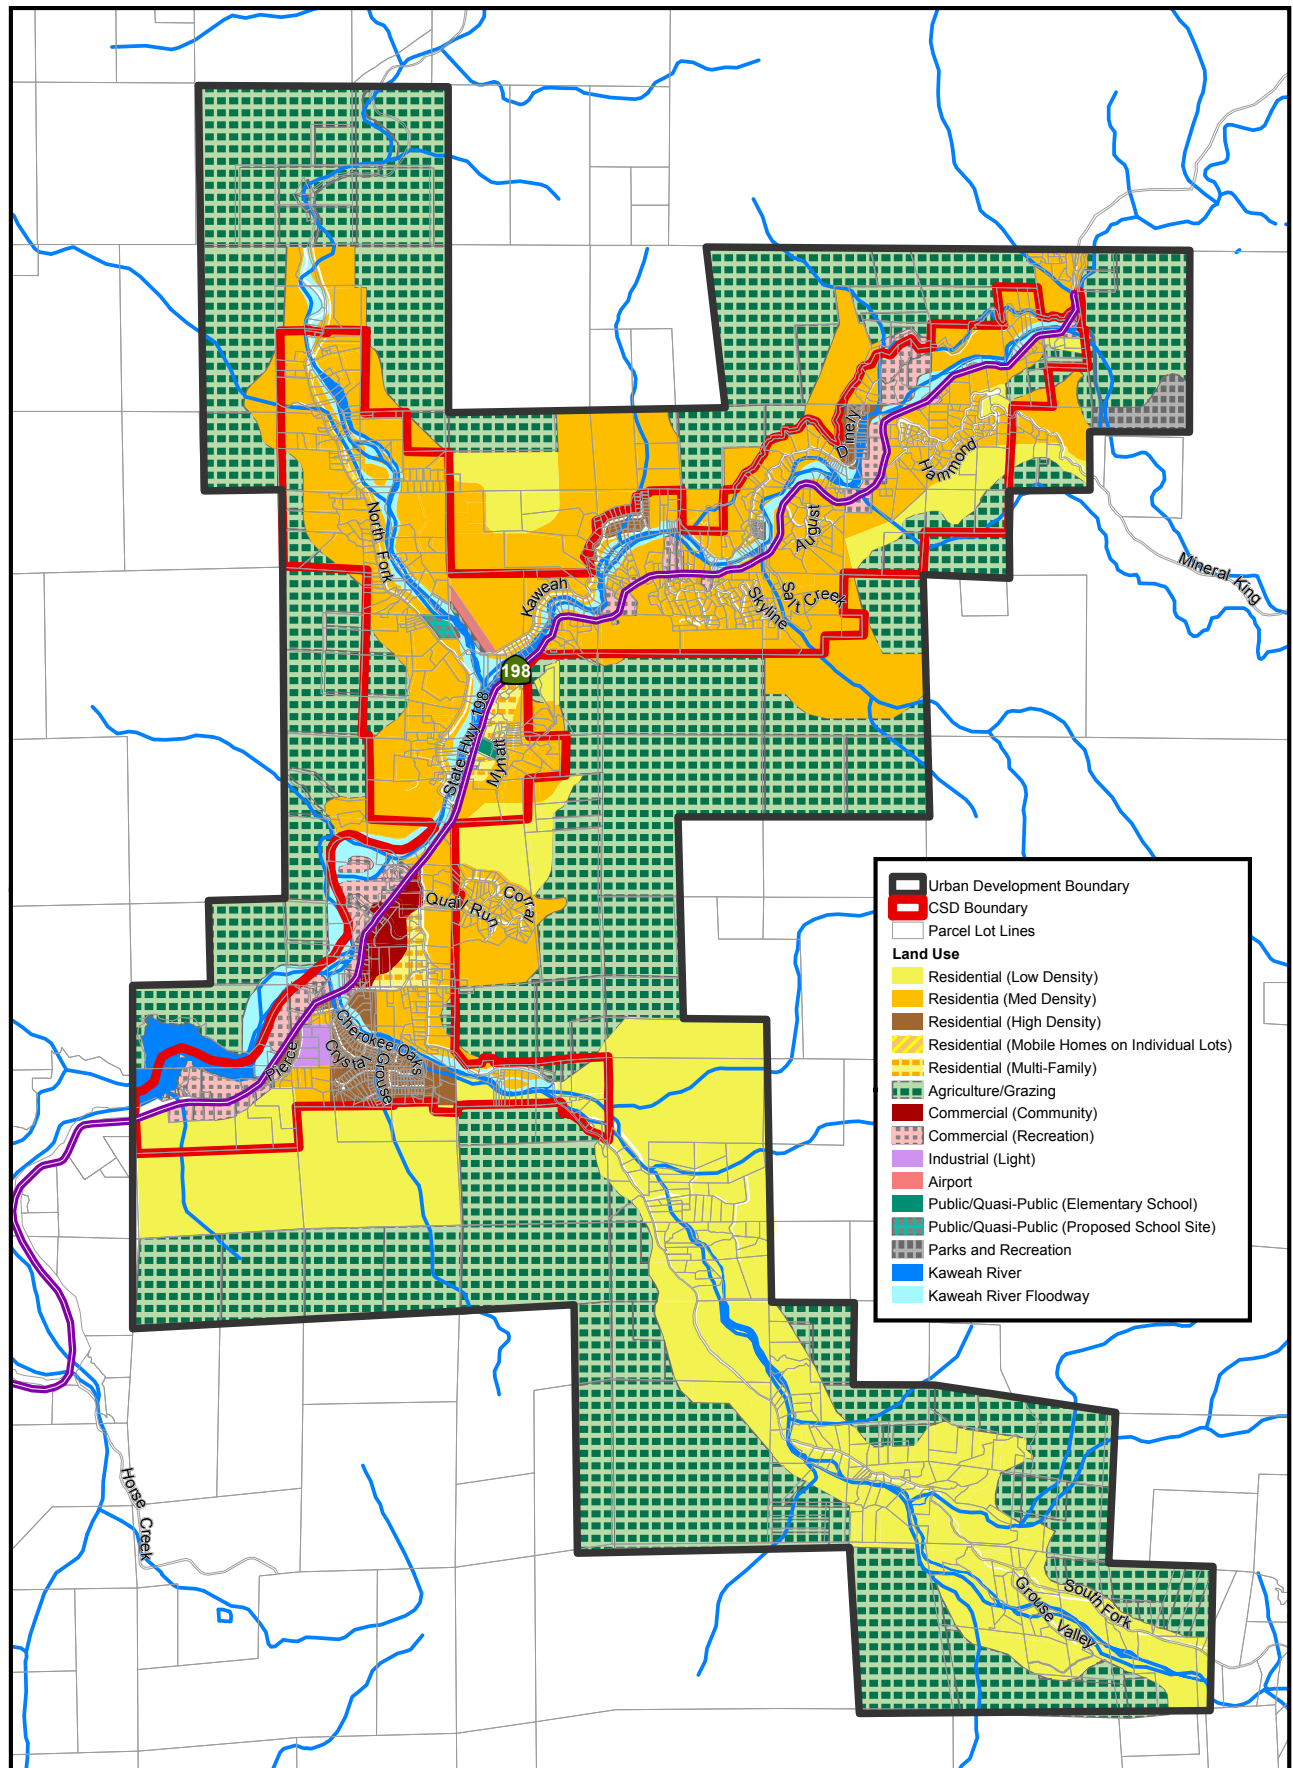 Dinely
Hammond
North Fork
August
Mineral King
Kaweah
Salt Creek
Skyline
198
State Hwy 198
Mynatt
Urban Development Boundary
CSD Boundary
Parcel Lot Lines
Land Use
Residential (Low Density)
Residentia (Med Density)
Residential (High Density)
Residential (Mobile Homes on Individual Lots)
Residential (Multi-Family)
Agriculture/Grazing
Commercial (Community)
Commercial (Recreation)
Industrial (Light)
Airport
Public/Quasi-Public (Elementary School)
Public/Quasi-Public (Proposed School Site)
Parks and Recreation
Kaweah River
Kaweah River Floodway
Corral
Quaiy Run
Cherokee Oaks
Crystal
Grouse
Pierce
Horse Creek
South Fork
Grouse Valley